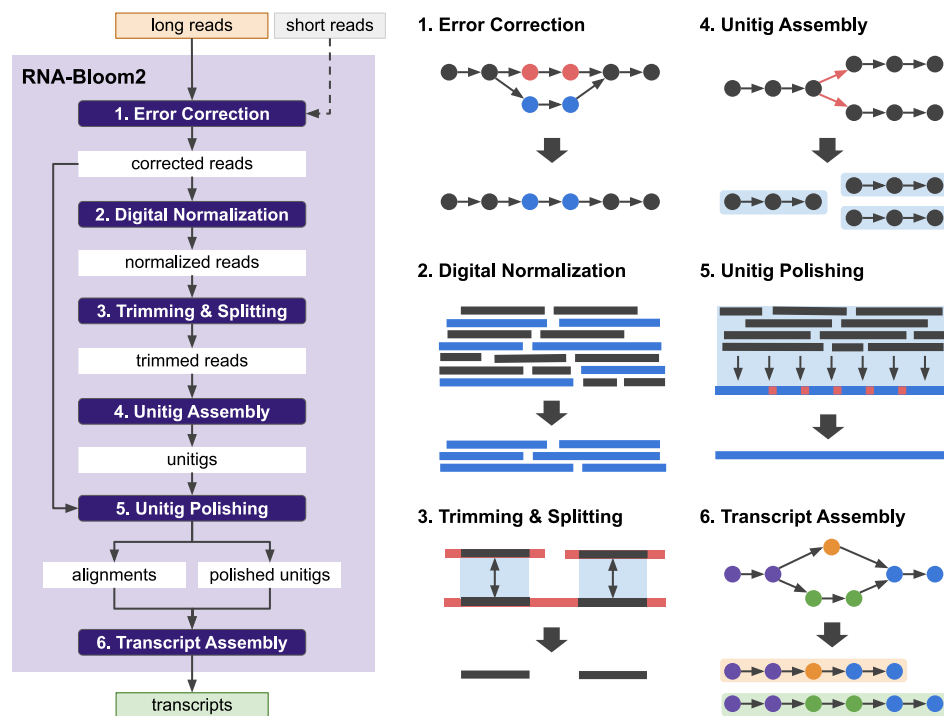 long reads
short reads
RNA-Bloom2
1. Error Correction
corrected reads
2. Digital Normalization
normalized reads
3. Trimming & Splitting
trimmed reads
4. Unitig Assembly
unitigs
5. Unitig Polishing
alignments
polished unitigs
6. Transcript Assembly
transcripts
1. Error Correction
2. Digital Normalization
3. Trimming & Splitting
4. Unitig Assembly
5. Unitig Polishing
6. Transcript Assembly